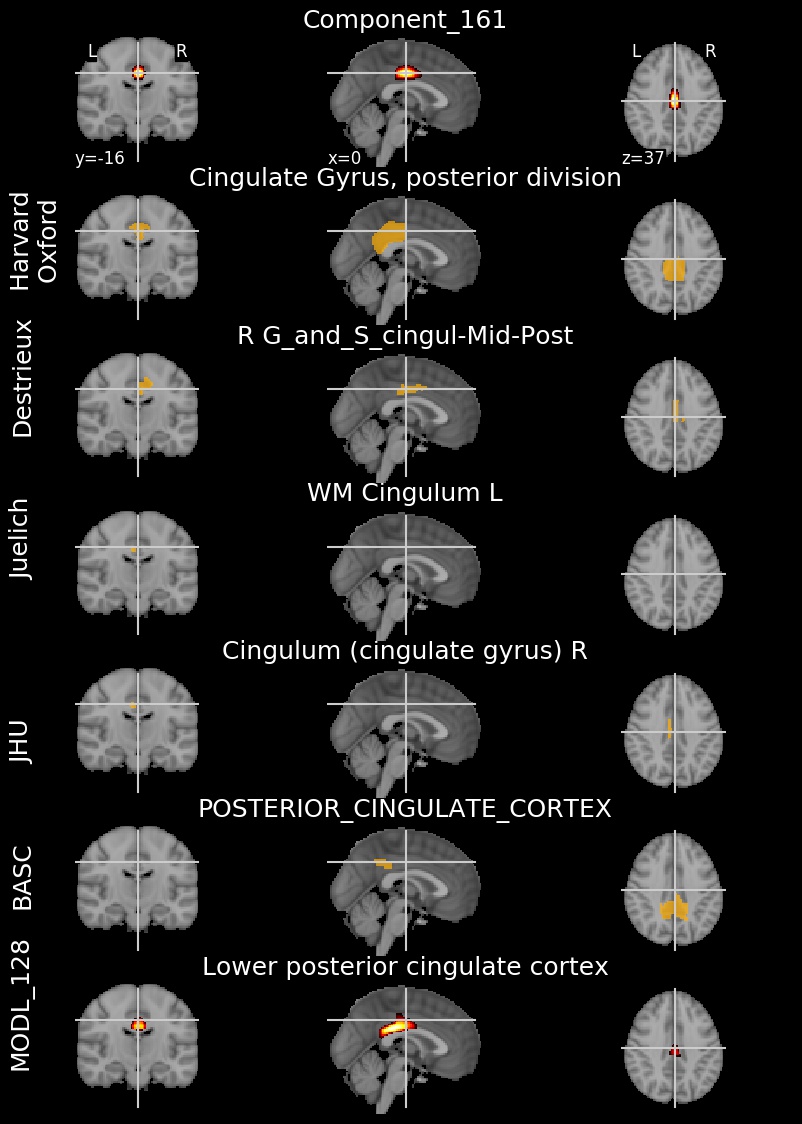 Component_161
L R
L R
y=-16
x=0
z=37
Harvard
Oxford
Cingulate Gyrus, posterior division
Destrieux
R G_and_S_cingul-Mid-Post
Juelich
WM Cingulum L
JHU
Cingulum (cingulate gyrus) R
BASC
POSTERIOR_CINGULATE_CORTEX
MODL_128
Lower posterior cingulate cortex